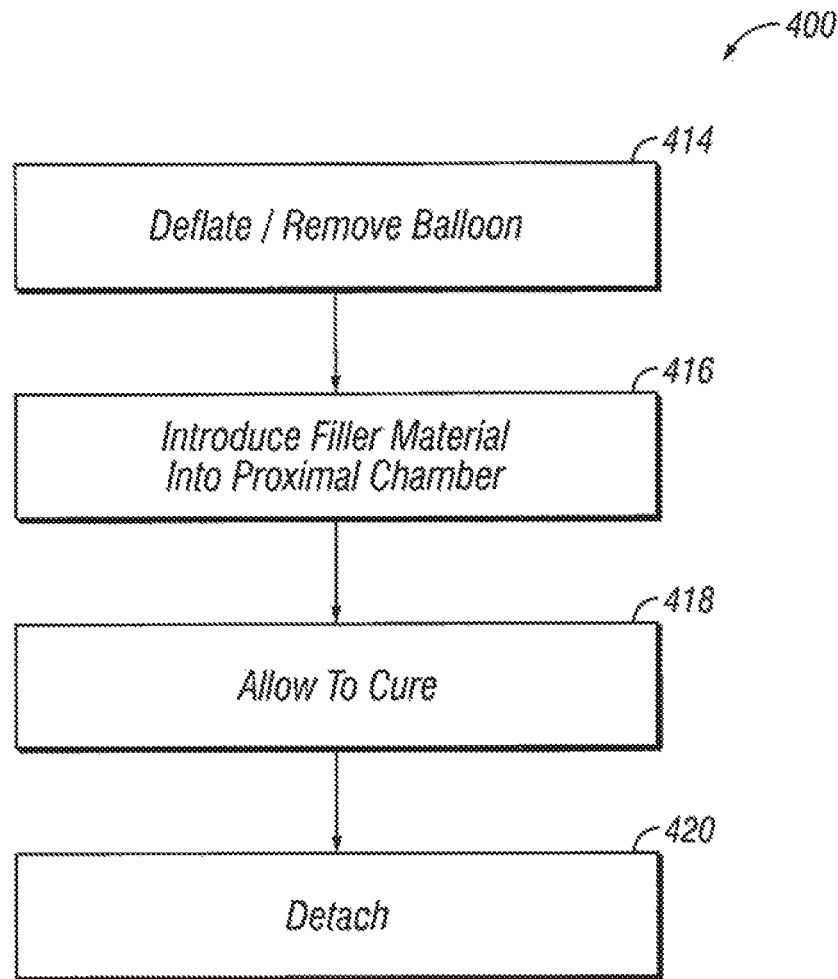 400
414
Deflate / Remove Balloon
416
Introduce Filler Material
Into Proximal Chamber
418
Allow To Cure
420
Detach